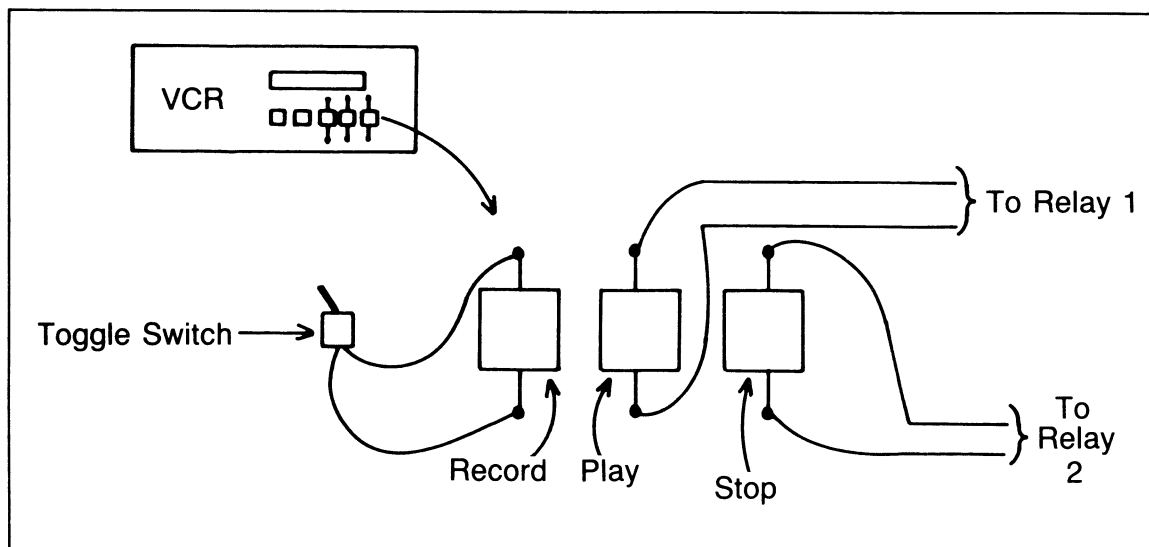 VCR
To Relay 1
Toggle Switch
To
Relay
2
Record
Play
Stop